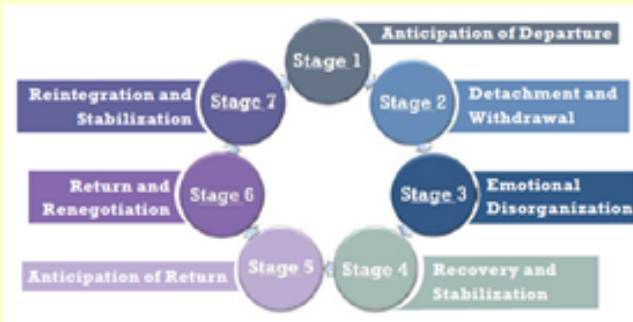 Stage 1
Anticipation of Departure
Stage 2
Detachment and
Withdrawal
Stage 3
Emotional
Disorganization
Stage 4
Recovery and
Stabilization
Stage 5
Anticipation of Return
Stage 6
Return and
Renegotiation
Stage 7
Reintegration and
Stabilization